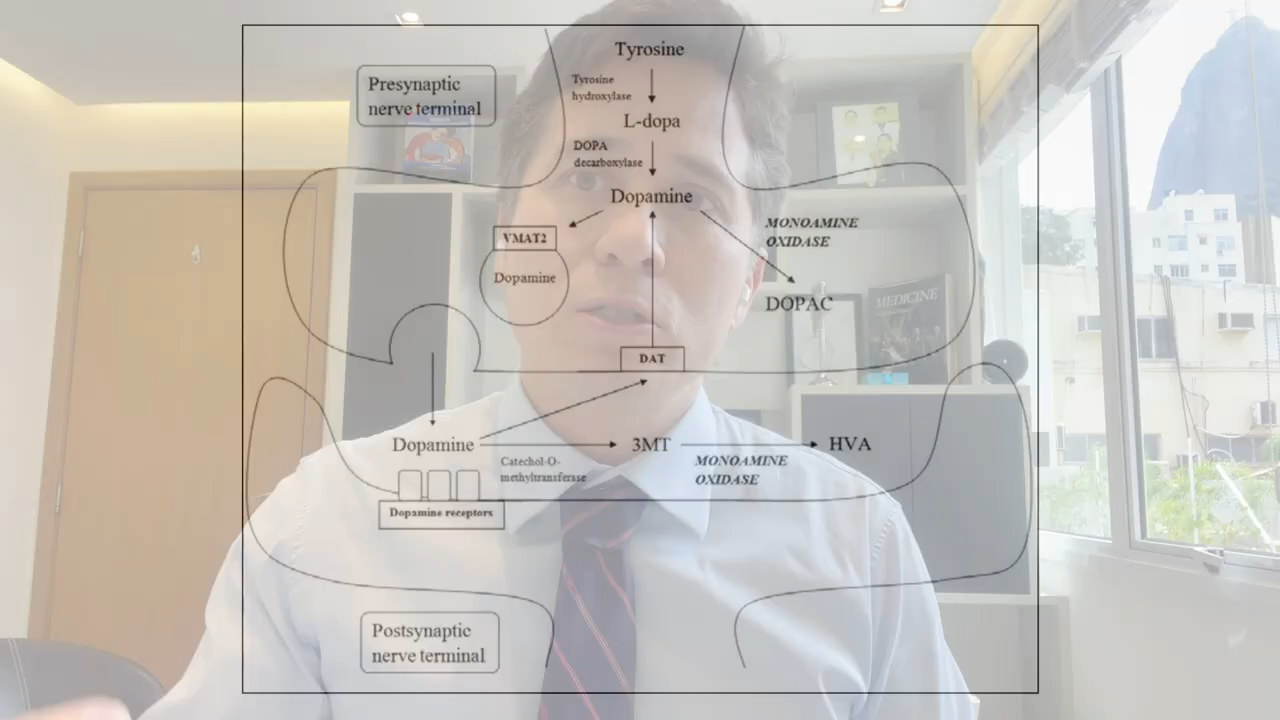 Tyrosine
Presynaptic
nerve terminal
Tyrosine
hydroxylase
L-dopa
DOPA
decarboxylase
Dopamine
MONOAMINE
OXIDASE
VMAT2
Dopamine
DOPAC
MEDICINE
DAT
Dopamine
3MT
HVA
Catechol-O-
methyltransferase
MONOAMINE
OXIDASE
Dopamine receptors
Postsynaptic
nerve terminal